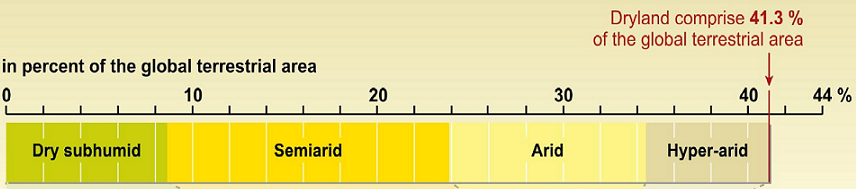 Dryland comprise 41.3 %
of the global terrestrial area
in percent of the global terrestrial area
0 10 20 30 40 44 %
Dry subhumid Semiarid Arid Hyper-arid